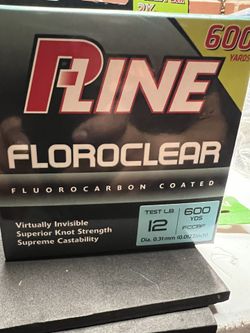 600
YARDS
P-LINE
FLOROCLEAR
FLUOROCARBON COATED
Virtually Invisible
Superior Knot Strength
Supreme Castability
TEST LB
12
600
YDS
Dia. 0.31mm